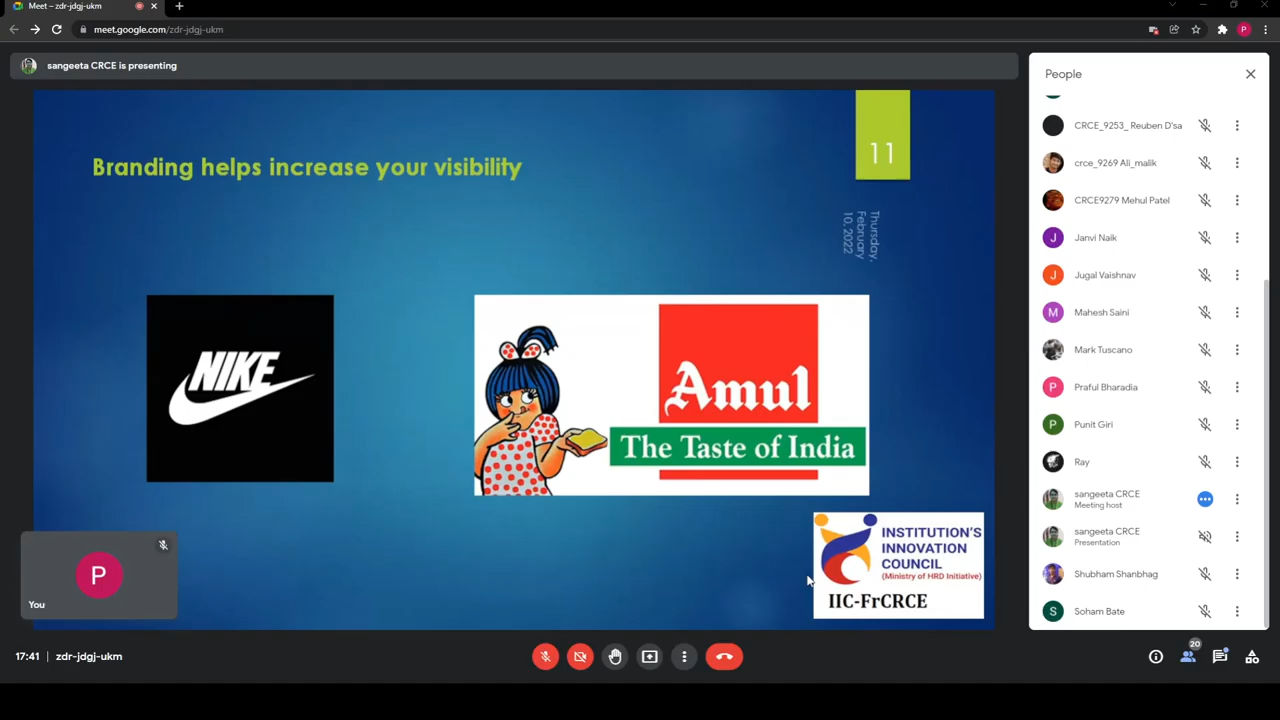 Meet – zdr-jdgj-ukm
meet.google.com/zdr-jdgj-ukm
P
sangeeta CRCE is presenting
Branding helps increase your visibility
11
Thursday,
February
10, 2022
NIKE
Amul
The Taste of India
INSTITUTION'S
INNOVATION
COUNCIL
(Ministry of HRD Initiative)
IIC-FrCRCE
P
You
People
CRCE_9253_ Reuben D'sa
crce_9269 Ali_malik
CRCE9279 Mehul Patel
J
Janvi Naik
J
Jugal Vaishnav
M
Mahesh Saini
Mark Tuscano
P
Praful Bharadia
P
Punit Giri
Ray
sangeeta CRCE
Meeting host
sangeeta CRCE
Presentation
Shubham Shanbhag
S
Soham Bate
17:41 | zdr-jdgj-ukm
20